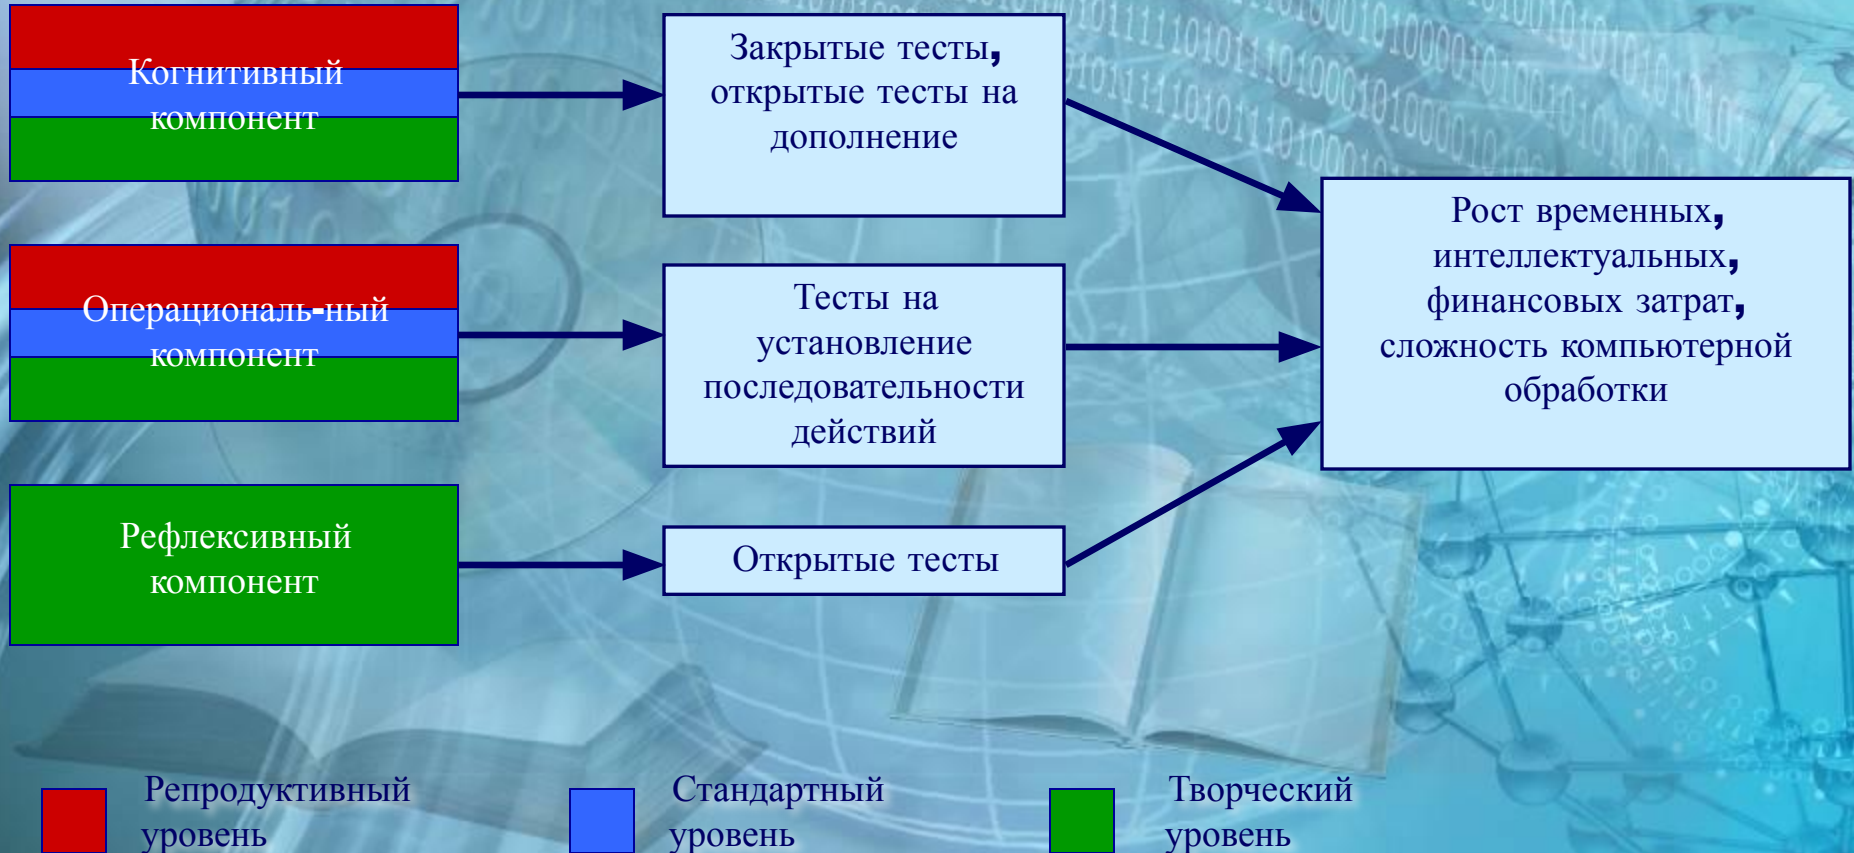 Когнитивный
компонент
Закрытые тесты,
открытые тесты на
дополнение
Операциональ-ный
компонент
Тесты на
установление
последовательности
действий
Рефлексивный
компонент
Открытые тесты
Рост временных,
интеллектуальных,
финансовых затрат,
сложность компьютерной
обработки
Репродуктивный
уровень
Стандартный
уровень
Творческий
уровень